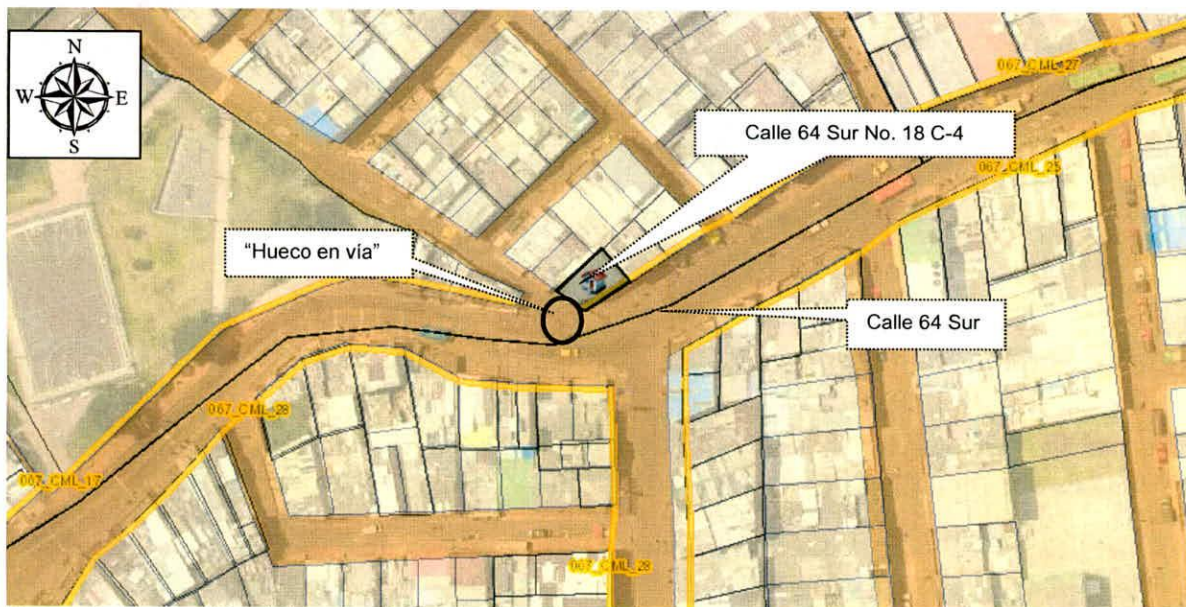 N
W E
S
067_CML_27
Calle 64 Sur No. 18 C-4
067_CML_25
“Hueco en vía”
Calle 64 Sur
067_CML_28
067_CML_17
067_CML_28